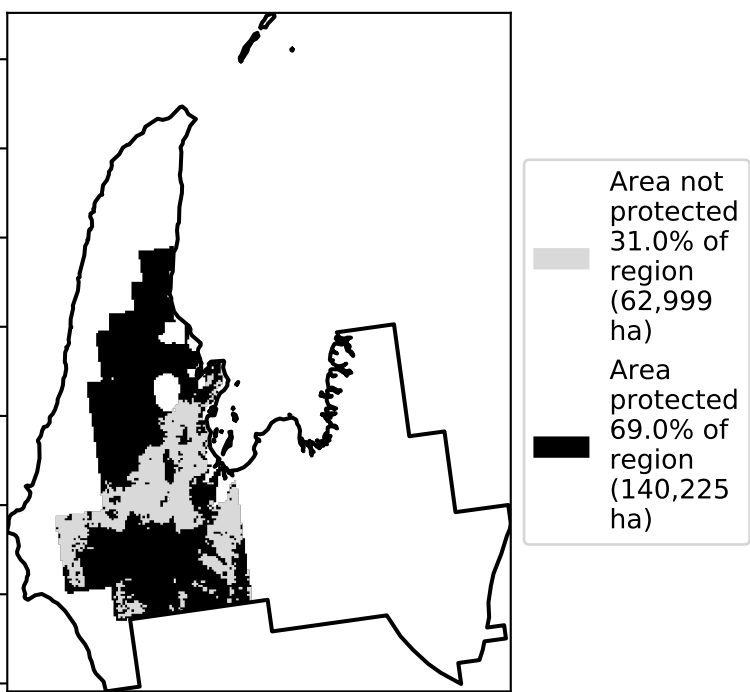 Area not
protected
31.0% of
region
(62,999
ha)
Area
protected
69.0% of
region
(140,225
ha)